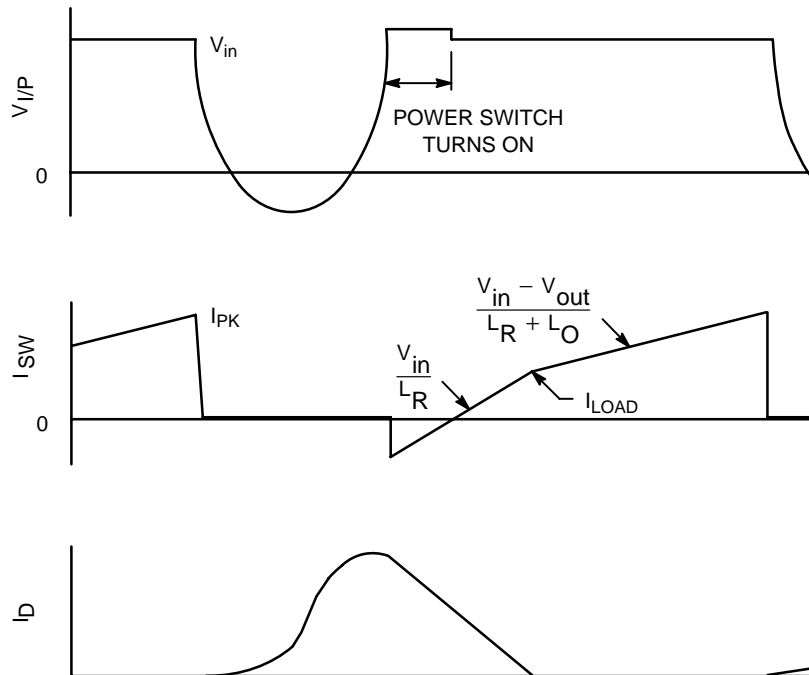 V_I/P
V_in
POWER SWITCH
TURNS ON
0
I_SW
I_PK
V_in − V_out
L_R + L_O
V_in
L_R
I_LOAD
0
I_D